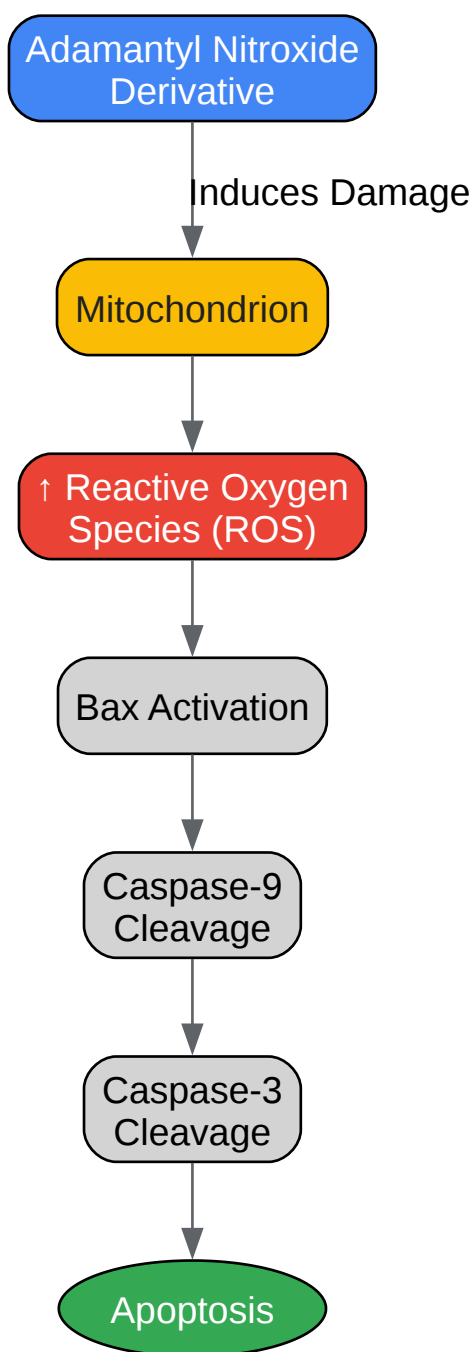 Adamantyl Nitroxide
Derivative
Induces Damage
Mitochondrion
↑ Reactive Oxygen
Species (ROS)
Bax Activation
Caspase-9
Cleavage
Caspase-3
Cleavage
Apoptosis